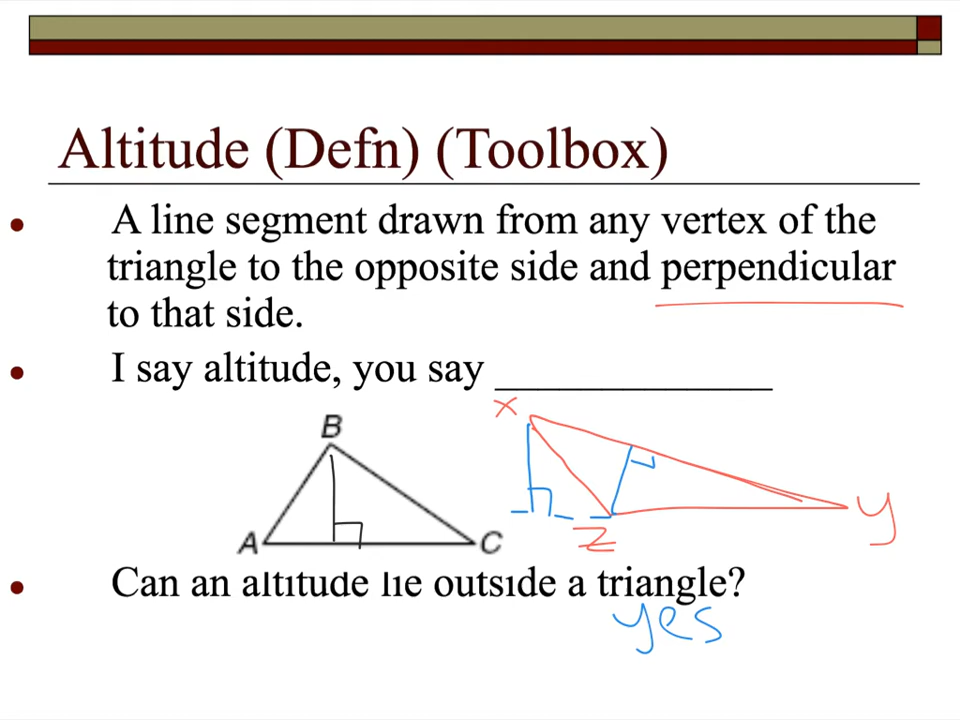 Altitude (Defn) (Toolbox)
• A line segment drawn from any vertex of the
triangle to the opposite side and perpendicular
to that side.
• I say altitude, you say _____________
x
B
y
A
C
z
• Can an altitude lie outside a triangle?
yes